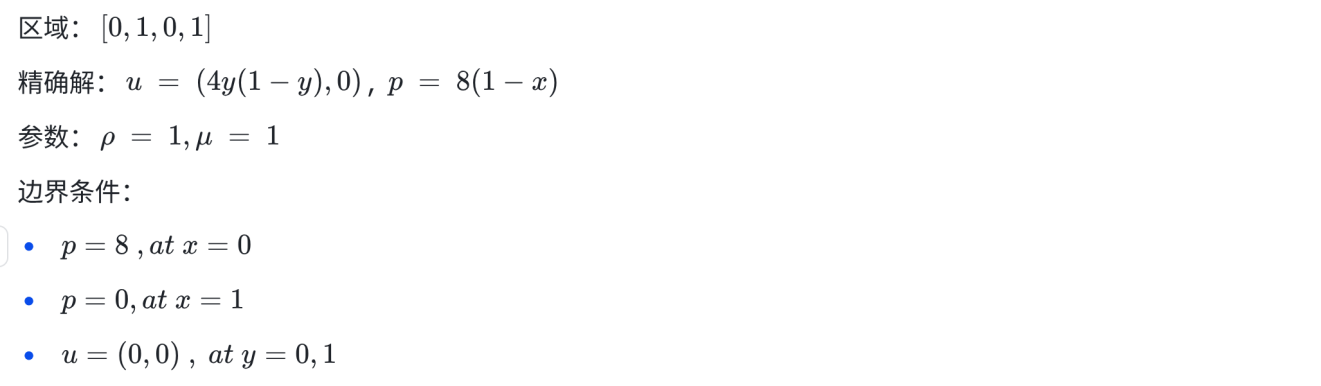 区域： [0, 1, 0, 1]
精确解： u = (4y(1 − y), 0) ,  p = 8(1 − x)
参数： ρ = 1, μ = 1
边界条件：
• p = 8 , at x = 0
• p = 0, at x = 1
• u = (0, 0) , at y = 0, 1